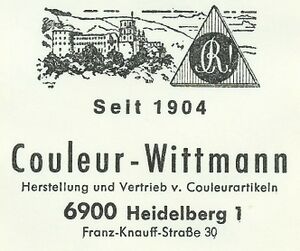 Seit 1904
Couleur-Wittmann
Herstellung und Vertrieb v. Couleurartikeln
6900 Heidelberg 1
Franz-Knauff-Straße 30